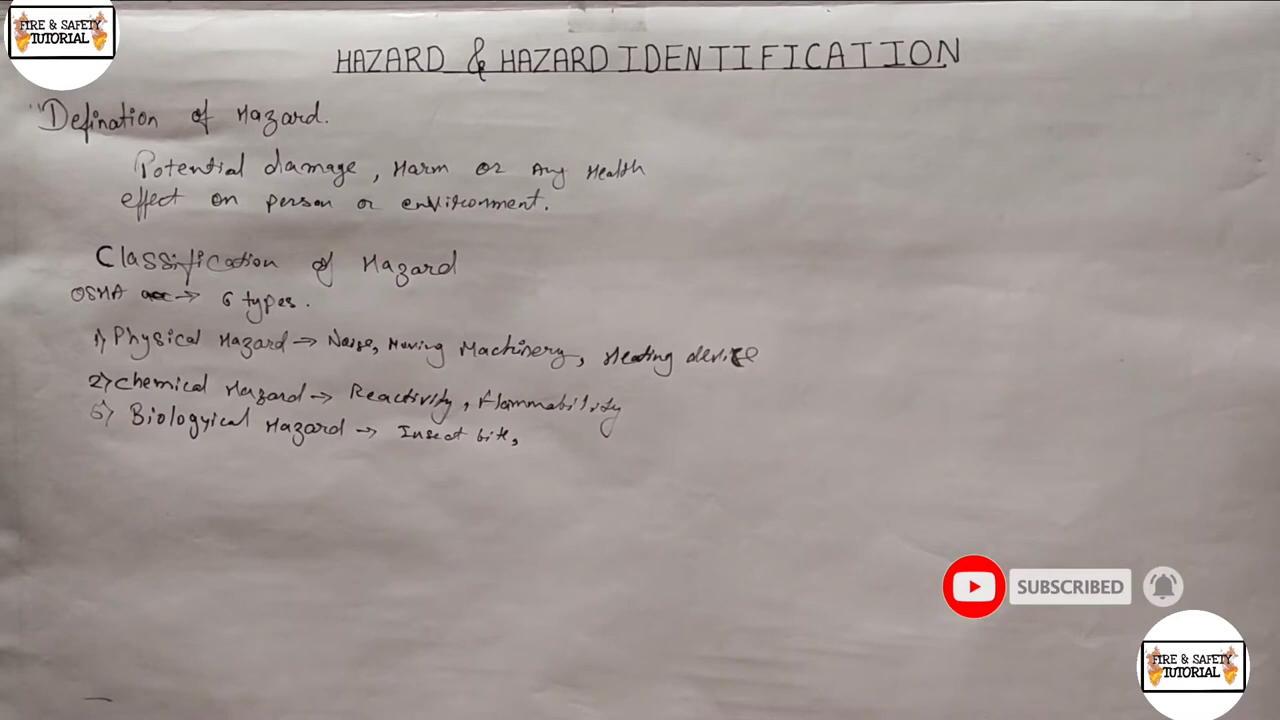 FIRE & SAFETY
TUTORIAL
HAZARD & HAZARD IDENTIFICATION
Defination of Hazard.
Potential damage, Harm or Any Health
effect on person or environment.
Classification of Hazard
OSHA → 6 types.
1) Physical Hazard → Noise, Moving Machinery, Heating device
2) Chemical Hazard → Reactivity, Flammability
3) Biologyical Hazard → Insect bite,
SUBSCRIBED
FIRE & SAFETY
TUTORIAL